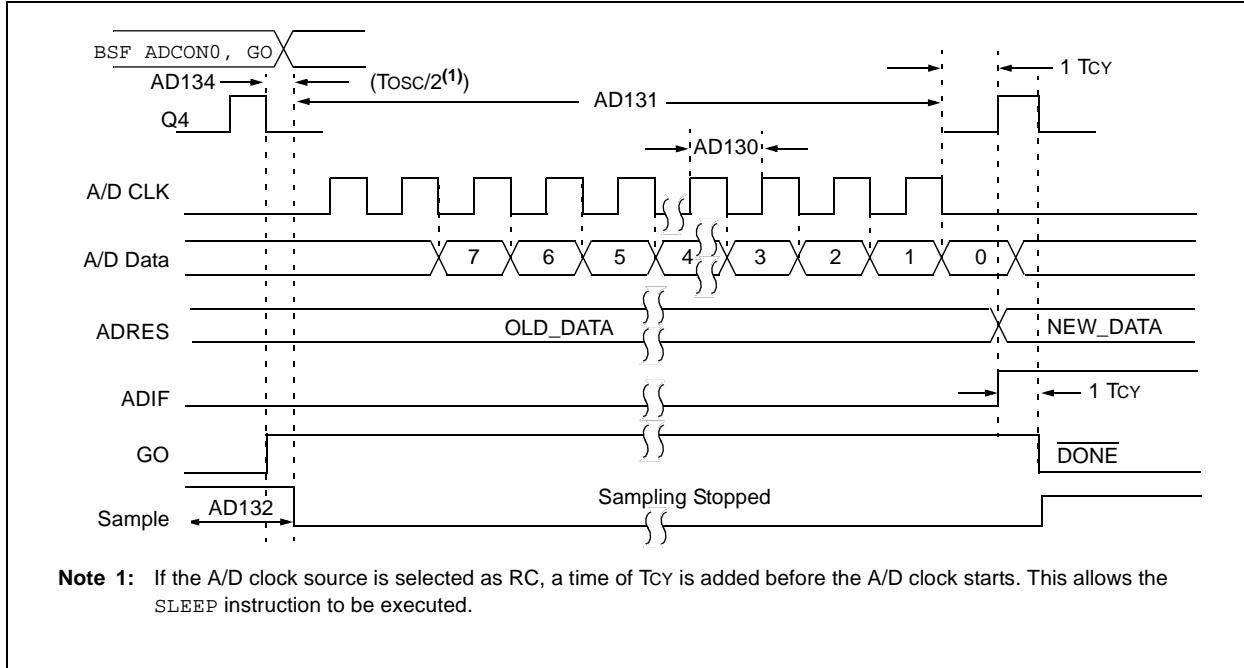 BSF ADCON0, GO
AD134
(TOSC/2(1))
1 TCY
AD131
Q4
AD130
A/D CLK
A/D Data
7
6
5
4
3
2
1
0
ADRES
OLD_DATA
NEW_DATA
ADIF
1 TCY
GO
DONE
Sample
AD132
Sampling Stopped
Note 1: If the A/D clock source is selected as RC, a time of TCY is added before the A/D clock starts. This allows the
SLEEP instruction to be executed.